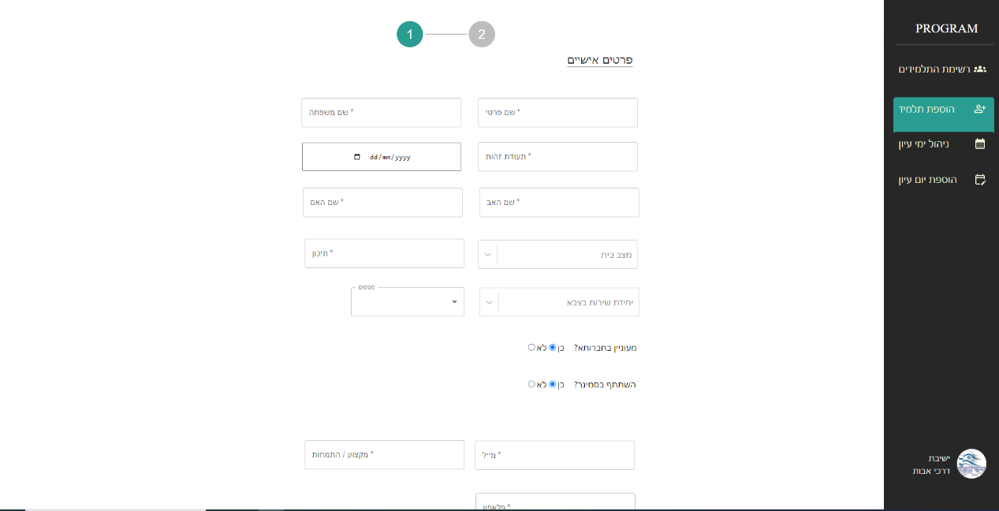 PROGRAM
רשימת התלמידים
הוספת תלמיד
ניהול ימי עיון
הוספת יום עיון
ישיבת
דרכי אבות
1
2
פרטים אישיים
שם פרטי *
שם משפחה *
תעודת זהות *
dd/mm/yyyy
שם האב *
שם האם *
מצב בית
תיכון *
יחידת שירות בצבא
סטטוס
מעוניין בחברותא? כן לא
השתתף בסמינר? כן לא
מייל *
מקצוע / התמחות *
פלאפון *